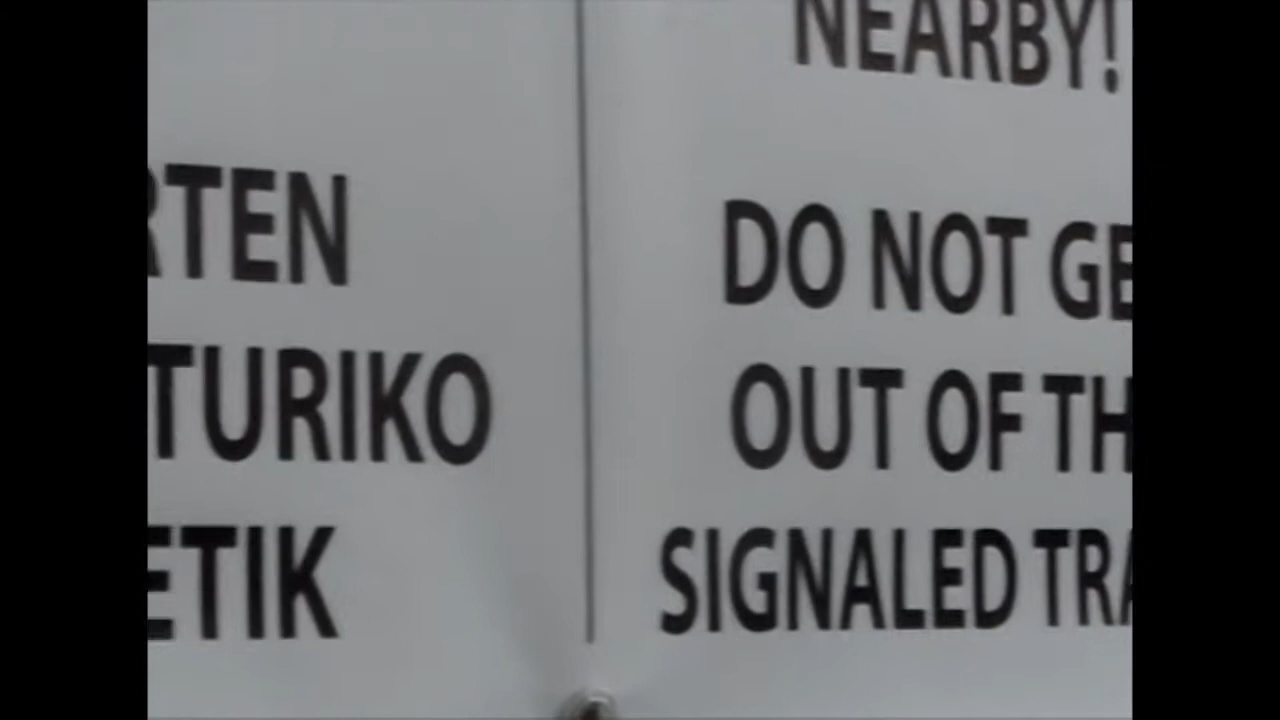 RTEN
TURIKO
ETIK
NEARBY!
DO NOT GE
OUT OF TH
SIGNALED TRA